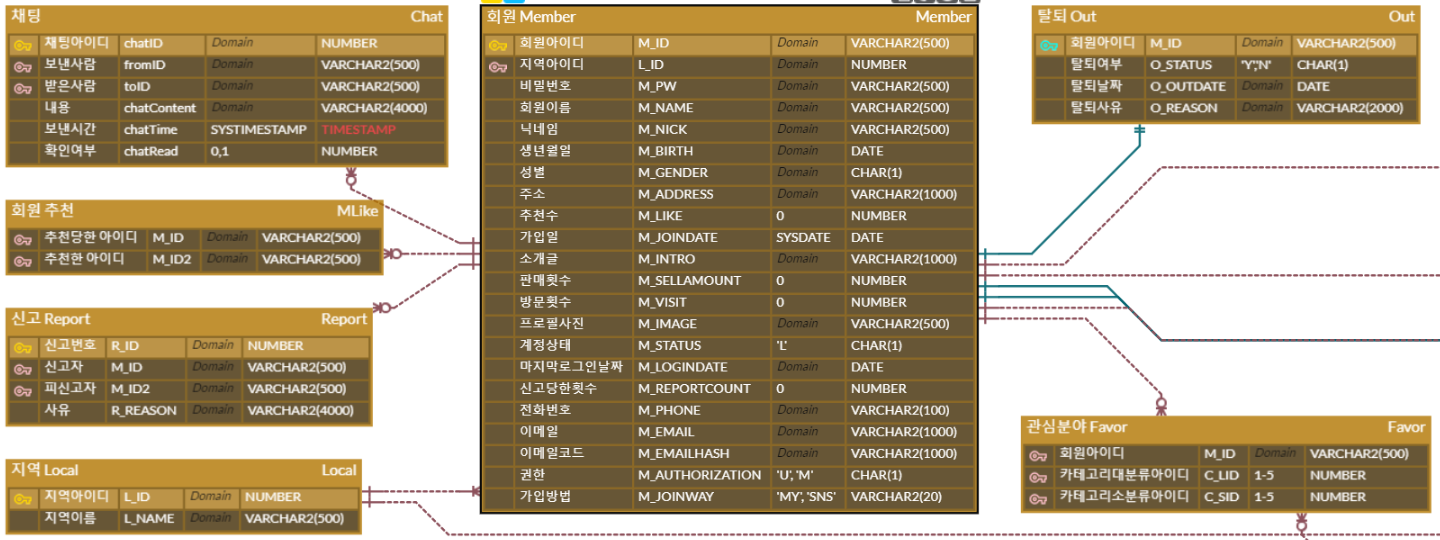 채팅 Chat
채팅아이디 chatID Domain NUMBER
보낸사람 fromID Domain VARCHAR2(500)
받은사람 toID Domain VARCHAR2(500)
내용 chatContent Domain VARCHAR2(4000)
보낸시간 chatTime SYSTIMESTAMP TIMESTAMP
확인여부 chatRead 0,1 NUMBER
회원 추천 MLike
추천당한 아이디 M_ID Domain VARCHAR2(500)
추천한 아이디 M_ID2 Domain VARCHAR2(500)
신고 Report Report
신고번호 R_ID Domain NUMBER
신고자 M_ID Domain VARCHAR2(500)
피신고자 M_ID2 Domain VARCHAR2(500)
사유 R_REASON Domain VARCHAR2(4000)
지역 Local Local
지역아이디 L_ID Domain NUMBER
지역이름 L_NAME Domain VARCHAR2(500)
회원 Member Member
회원아이디 M_ID Domain VARCHAR2(500)
지역아이디 L_ID Domain NUMBER
비밀번호 M_PW Domain VARCHAR2(500)
회원이름 M_NAME Domain VARCHAR2(500)
닉네임 M_NICK Domain VARCHAR2(500)
생년월일 M_BIRTH Domain DATE
성별 M_GENDER Domain CHAR(1)
주소 M_ADDRESS Domain VARCHAR2(1000)
추천수 M_LIKE 0 NUMBER
가입일 M_JOINDATE SYSDATE DATE
소개글 M_INTRO Domain VARCHAR2(1000)
판매횟수 M_SELLAMOUNT 0 NUMBER
방문횟수 M_VISIT 0 NUMBER
프로필사진 M_IMAGE Domain VARCHAR2(500)
계정상태 M_STATUS 'L' CHAR(1)
마지막로그인날짜 M_LOGINDATE Domain DATE
신고당한횟수 M_REPORTCOUNT 0 NUMBER
전화번호 M_PHONE Domain VARCHAR2(100)
이메일 M_EMAIL Domain VARCHAR2(1000)
이메일코드 M_EMAILHASH Domain VARCHAR2(1000)
권한 M_AUTHORIZATION 'U', 'M' CHAR(1)
가입방법 M_JOINWAY 'MY', 'SNS' VARCHAR2(20)
탈퇴 Out Out
회원아이디 M_ID Domain VARCHAR2(500)
탈퇴여부 O_STATUS 'Y','N' CHAR(1)
탈퇴날짜 O_OUTDATE Domain DATE
탈퇴사유 O_REASON Domain VARCHAR2(2000)
관심분야 Favor Favor
회원아이디 M_ID Domain VARCHAR2(500)
카테고리대분류아이디 C_LID 1-5 NUMBER
카테고리소분류아이디 C_SID 1-5 NUMBER